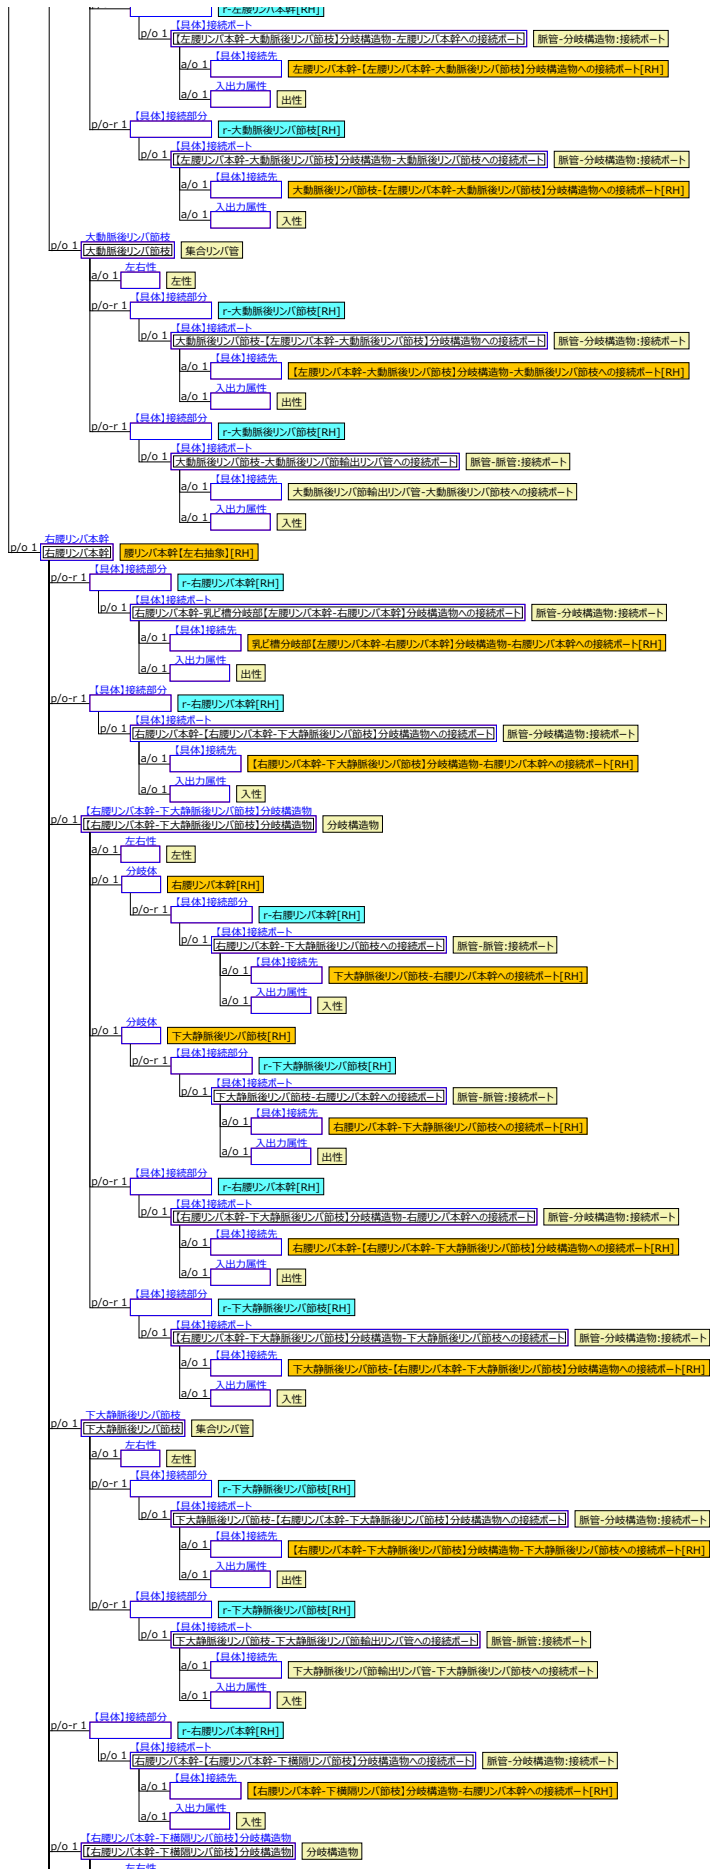 r-左腰リンパ本幹[RH]
【具体】接続ポート
p/o 1 【左腰リンパ本幹-大動脈後リンパ節枝】分岐構造物-左腰リンパ本幹への接続ポート 脈管-分岐構造物:接続ポート
【具体】接続先
a/o 1 左腰リンパ本幹-【左腰リンパ本幹-大動脈後リンパ節枝】分岐構造物への接続ポート[RH]
入出力属性
a/o 1 出性
【具体】接続部分
p/o-r 1 r-大動脈後リンパ節枝[RH]
【具体】接続ポート
p/o 1 【左腰リンパ本幹-大動脈後リンパ節枝】分岐構造物-大動脈後リンパ節枝への接続ポート 脈管-分岐構造物:接続ポート
【具体】接続先
a/o 1 大動脈後リンパ節枝-【左腰リンパ本幹-大動脈後リンパ節枝】分岐構造物への接続ポート[RH]
入出力属性
a/o 1 入性
大動脈後リンパ節枝
p/o 1 大動脈後リンパ節枝 集合リンパ管
左右性
a/o 1 左性
【具体】接続部分
p/o-r 1 r-大動脈後リンパ節枝[RH]
【具体】接続ポート
p/o 1 大動脈後リンパ節枝-【左腰リンパ本幹-大動脈後リンパ節枝】分岐構造物への接続ポート 脈管-分岐構造物:接続ポート
【具体】接続先
a/o 1 【左腰リンパ本幹-大動脈後リンパ節枝】分岐構造物-大動脈後リンパ節枝への接続ポート[RH]
入出力属性
a/o 1 出性
【具体】接続部分
p/o-r 1 r-大動脈後リンパ節枝[RH]
【具体】接続ポート
p/o 1 大動脈後リンパ節枝-大動脈後リンパ節輸出リンパ管への接続ポート 脈管-脈管:接続ポート
【具体】接続先
a/o 1 大動脈後リンパ節輸出リンパ管-大動脈後リンパ節枝への接続ポート
入出力属性
a/o 1 入性
右腰リンパ本幹
p/o 1 右腰リンパ本幹 腰リンパ本幹【左右抽象】[RH]
【具体】接続部分
p/o-r 1 r-右腰リンパ本幹[RH]
【具体】接続ポート
p/o 1 右腰リンパ本幹-乳ビ槽分岐部【左腰リンパ本幹-右腰リンパ本幹】分岐構造物への接続ポート 脈管-分岐構造物:接続ポート
【具体】接続先
a/o 1 乳ビ槽分岐部【左腰リンパ本幹-右腰リンパ本幹】分岐構造物-右腰リンパ本幹への接続ポート[RH]
入出力属性
a/o 1 出性
【具体】接続部分
p/o-r 1 r-右腰リンパ本幹[RH]
【具体】接続ポート
p/o 1 右腰リンパ本幹-【右腰リンパ本幹-下大静脈後リンパ節枝】分岐構造物への接続ポート 脈管-分岐構造物:接続ポート
【具体】接続先
a/o 1 【右腰リンパ本幹-下大静脈後リンパ節枝】分岐構造物-右腰リンパ本幹への接続ポート[RH]
入出力属性
a/o 1 入性
【右腰リンパ本幹-下大静脈後リンパ節枝】分岐構造物
p/o 1 【右腰リンパ本幹-下大静脈後リンパ節枝】分岐構造物 分岐構造物
左右性
a/o 1 左性
分岐体
p/o 1 右腰リンパ本幹[RH]
【具体】接続部分
p/o-r 1 r-右腰リンパ本幹[RH]
【具体】接続ポート
p/o 1 右腰リンパ本幹-下大静脈後リンパ節枝への接続ポート 脈管-脈管:接続ポート
【具体】接続先
a/o 1 下大静脈後リンパ節枝-右腰リンパ本幹への接続ポート[RH]
入出力属性
a/o 1 入性
分岐体
p/o 1 下大静脈後リンパ節枝[RH]
【具体】接続部分
p/o-r 1 r-下大静脈後リンパ節枝[RH]
【具体】接続ポート
p/o 1 下大静脈後リンパ節枝-右腰リンパ本幹への接続ポート 脈管-脈管:接続ポート
【具体】接続先
a/o 1 右腰リンパ本幹-下大静脈後リンパ節枝への接続ポート[RH]
入出力属性
a/o 1 出性
【具体】接続部分
p/o-r 1 r-右腰リンパ本幹[RH]
【具体】接続ポート
p/o 1 【右腰リンパ本幹-下大静脈後リンパ節枝】分岐構造物-右腰リンパ本幹への接続ポート 脈管-分岐構造物:接続ポート
【具体】接続先
a/o 1 右腰リンパ本幹-【右腰リンパ本幹-下大静脈後リンパ節枝】分岐構造物への接続ポート[RH]
入出力属性
a/o 1 出性
【具体】接続部分
p/o-r 1 r-下大静脈後リンパ節枝[RH]
【具体】接続ポート
p/o 1 【右腰リンパ本幹-下大静脈後リンパ節枝】分岐構造物-下大静脈後リンパ節枝への接続ポート 脈管-分岐構造物:接続ポート
【具体】接続先
a/o 1 下大静脈後リンパ節枝-【右腰リンパ本幹-下大静脈後リンパ節枝】分岐構造物への接続ポート[RH]
入出力属性
a/o 1 入性
下大静脈後リンパ節枝
p/o 1 下大静脈後リンパ節枝 集合リンパ管
左右性
a/o 1 左性
【具体】接続部分
p/o-r 1 r-下大静脈後リンパ節枝[RH]
【具体】接続ポート
p/o 1 下大静脈後リンパ節枝-【右腰リンパ本幹-下大静脈後リンパ節枝】分岐構造物への接続ポート 脈管-分岐構造物:接続ポート
【具体】接続先
a/o 1 【右腰リンパ本幹-下大静脈後リンパ節枝】分岐構造物-下大静脈後リンパ節枝への接続ポート[RH]
入出力属性
a/o 1 出性
【具体】接続部分
p/o-r 1 r-下大静脈後リンパ節枝[RH]
【具体】接続ポート
p/o 1 下大静脈後リンパ節枝-下大静脈後リンパ節輸出リンパ管への接続ポート 脈管-脈管:接続ポート
【具体】接続先
a/o 1 下大静脈後リンパ節輸出リンパ管-下大静脈後リンパ節枝への接続ポート
入出力属性
a/o 1 入性
【具体】接続部分
p/o-r 1 r-右腰リンパ本幹[RH]
【具体】接続ポート
p/o 1 右腰リンパ本幹-【右腰リンパ本幹-下横隔リンパ節枝】分岐構造物への接続ポート 脈管-分岐構造物:接続ポート
【具体】接続先
a/o 1 【右腰リンパ本幹-下横隔リンパ節枝】分岐構造物-右腰リンパ本幹への接続ポート[RH]
入出力属性
a/o 1 入性
【右腰リンパ本幹-下横隔リンパ節枝】分岐構造物
p/o 1 【右腰リンパ本幹-下横隔リンパ節枝】分岐構造物 分岐構造物
左右性